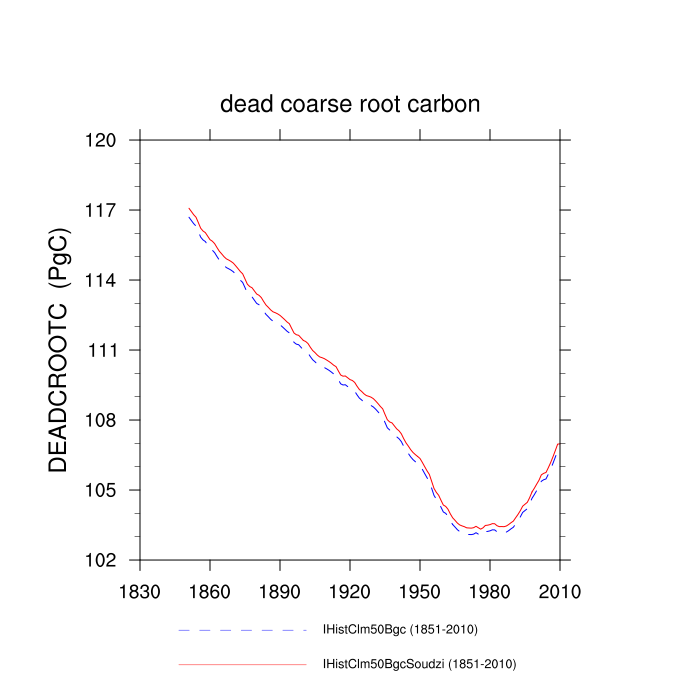 dead coarse root carbon
120
117
114
111
108
105
102
DEADCROOTC (PgC)
1830 1860 1890 1920 1950 1980 2010
IHistClm50Bgc (1851-2010)
IHistClm50BgcSoudzi (1851-2010)